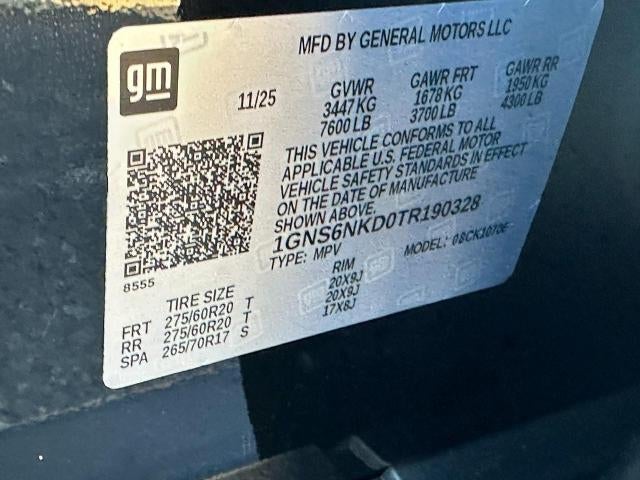 MFD BY GENERAL MOTORS LLC
gm
11/25
GVWR GAWR FRT GAWR RR
3447 KG 1678 KG 1950 KG
7600 LB 3700 LB 4300 LB
THIS VEHICLE CONFORMS TO ALL
APPLICABLE U.S. FEDERAL MOTOR
VEHICLE SAFETY STANDARDS IN EFFECT
ON THE DATE OF MANUFACTURE
SHOWN ABOVE.
1GNS6NKD0TR190328
TYPE: MPV MODEL:
8555
TIRE SIZE RIM
FRT 275/60R20 T 20X9J
RR 275/60R20 T 20X9J
SPA 265/70R17 S 17X8J